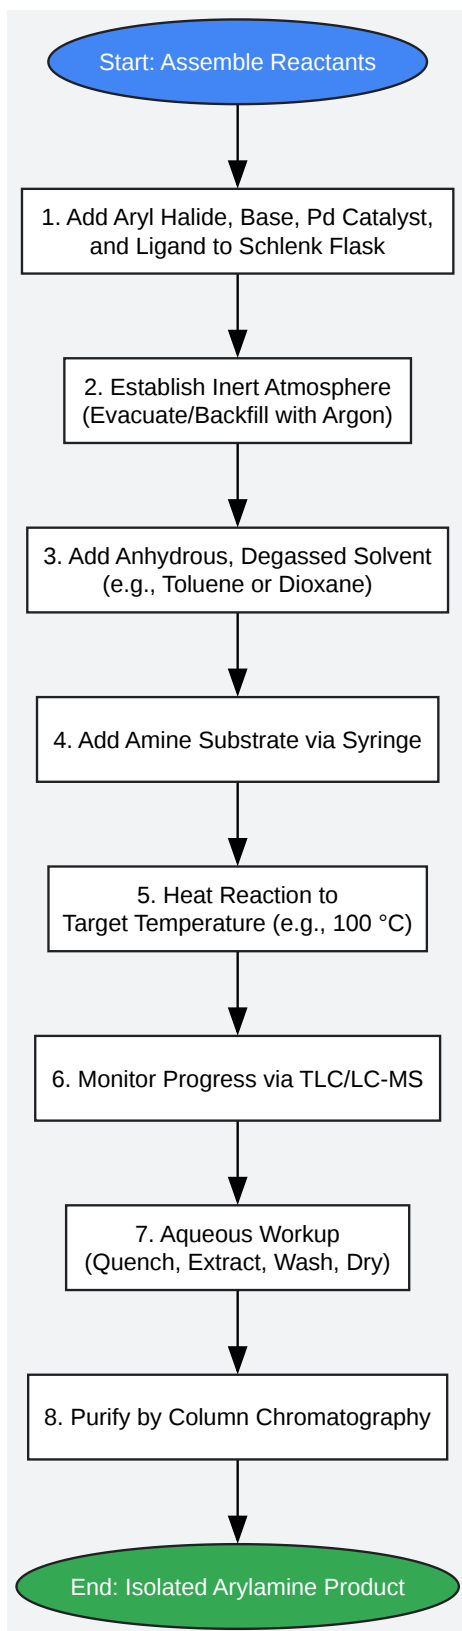 Start: Assemble Reactants
1. Add Aryl Halide, Base, Pd Catalyst,
and Ligand to Schlenk Flask
2. Establish Inert Atmosphere
(Evacuate/Backfill with Argon)
3. Add Anhydrous, Degassed Solvent
(e.g., Toluene or Dioxane)
4. Add Amine Substrate via Syringe
5. Heat Reaction to
Target Temperature (e.g., 100 °C)
6. Monitor Progress via TLC/LC-MS
7. Aqueous Workup
(Quench, Extract, Wash, Dry)
8. Purify by Column Chromatography
End: Isolated Arylamine Product